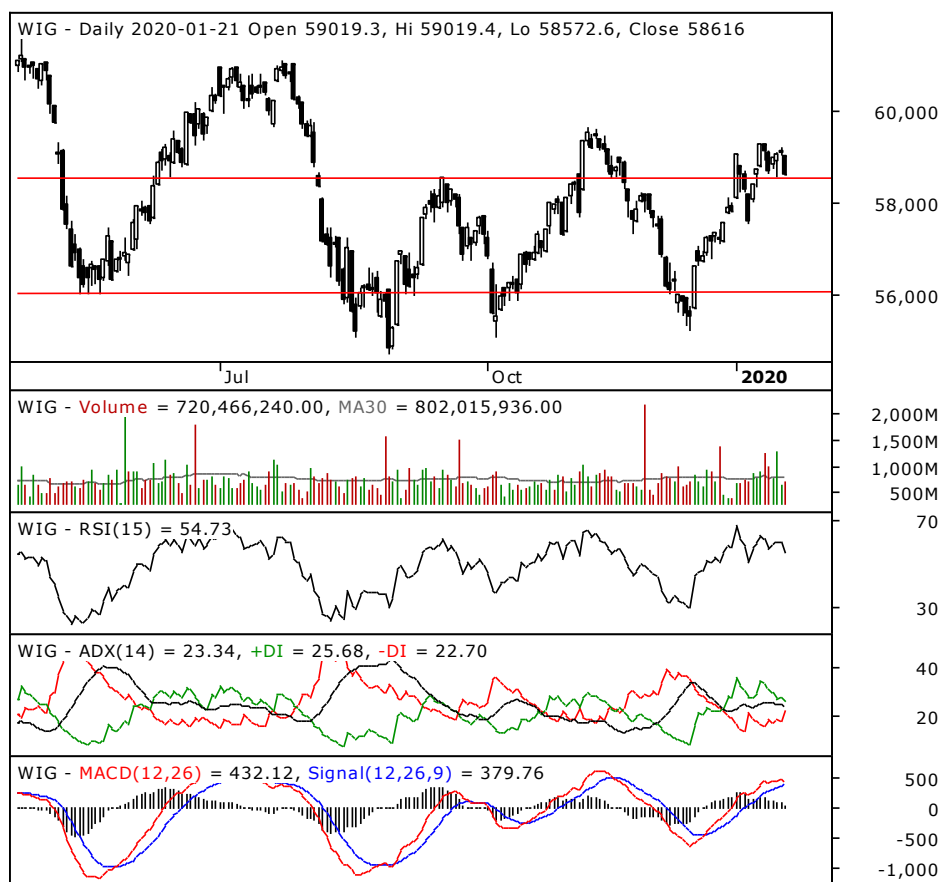 WIG - Daily 2020-01-21 Open 59019.3, Hi 59019.4, Lo 58572.6, Close 58616
60,000
58,000
56,000
Jul Oct 2020
WIG - Volume = 720,466,240.00, MA30 = 802,015,936.00
2,000M
1,500M
1,000M
500M
WIG - RSI(15) = 54.73
70
30
WIG - ADX(14) = 23.34, +DI = 25.68, -DI = 22.70
40
20
WIG - MACD(12,26) = 432.12, Signal(12,26,9) = 379.76
500
0
-500
-1,000